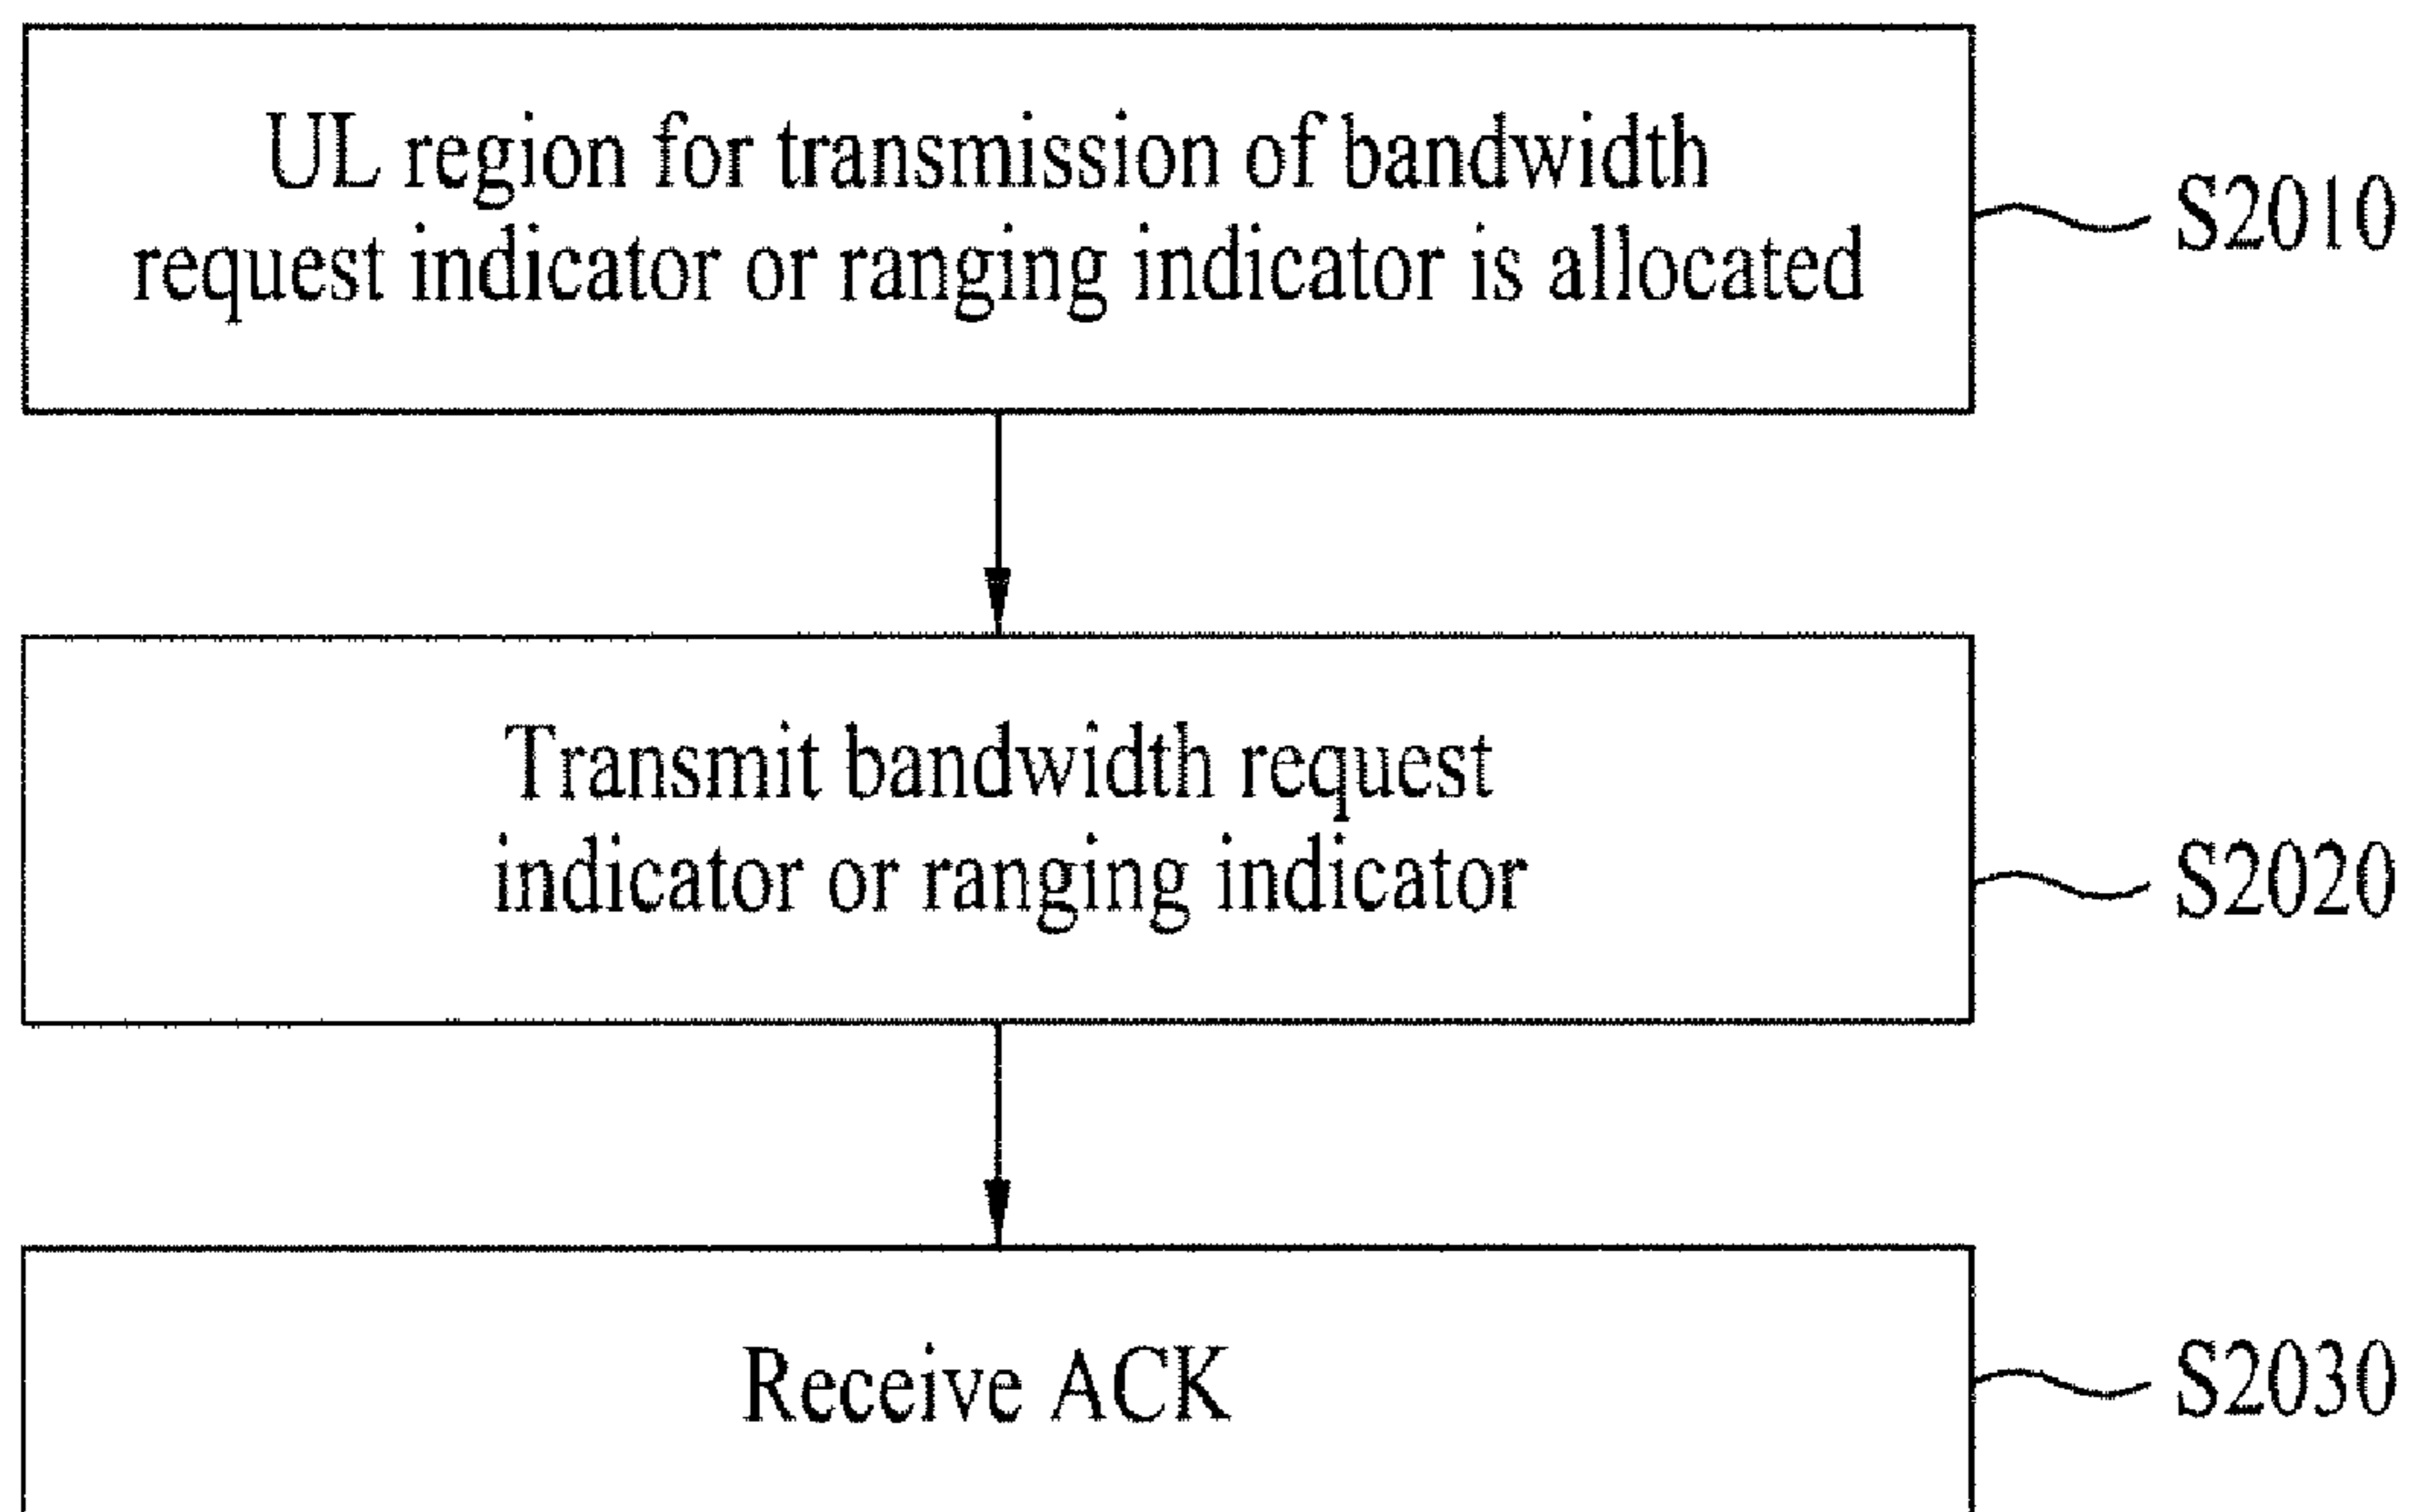 UL region for transmission of bandwidth
request indicator or ranging indicator is allocated
S2010
Transmit bandwidth request
indicator or ranging indicator
S2020
Receive ACK
S2030